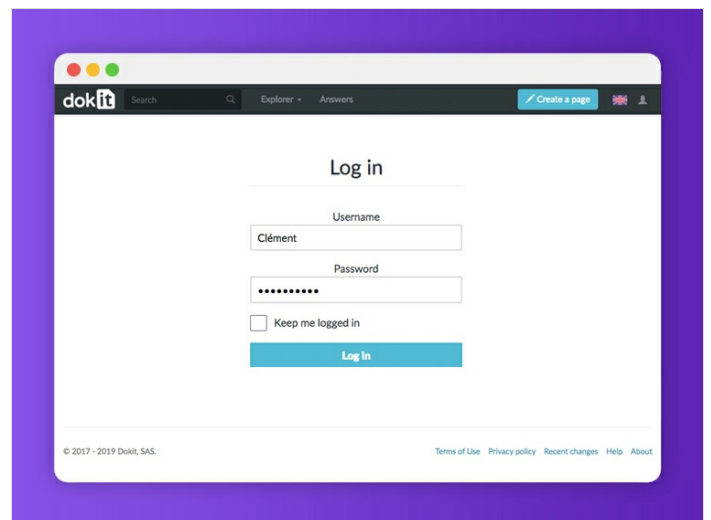 dokit Search Explorer Answers Create a page
Log in
Username
Clément
Password
••••••••••
Keep me logged in
Log In
© 2017 - 2019 Dokit, SAS. Terms of Use Privacy policy Recent changes Help About